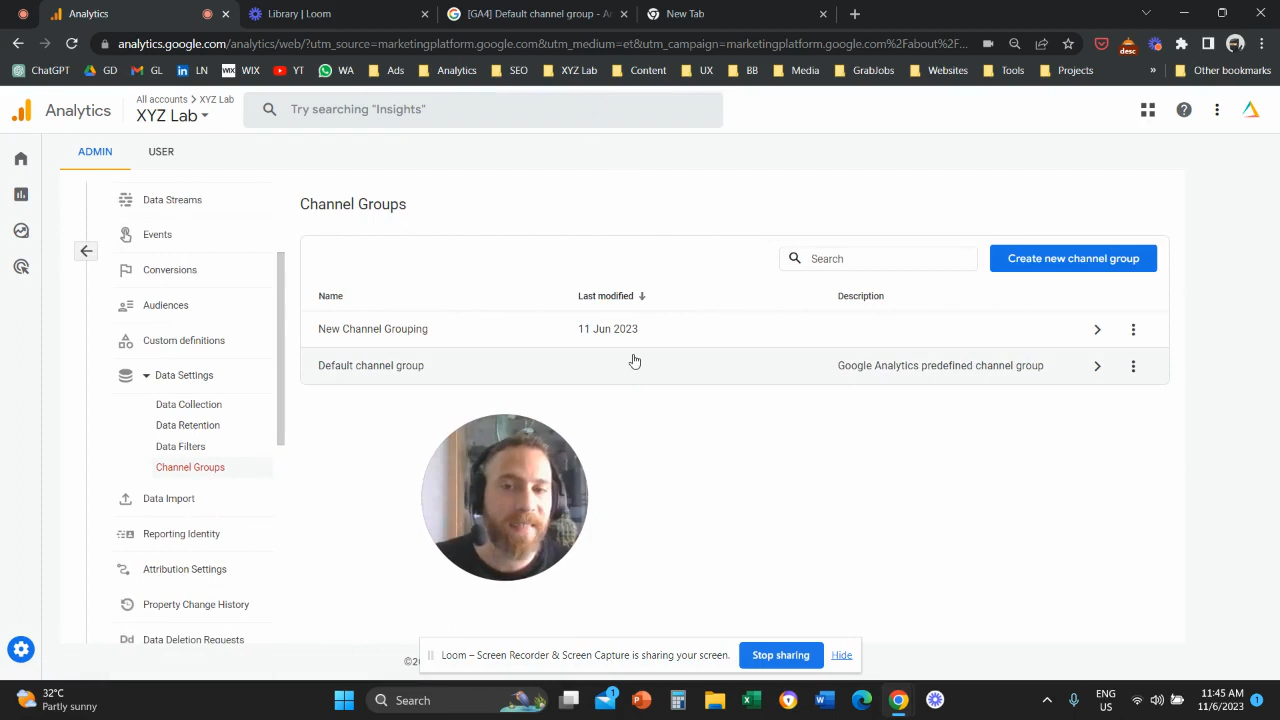 Analytics
Library | Loom
[GA4] Default channel group - A
New Tab
analytics.google.com/analytics/web/?utm_source=marketingplatform.google.com&utm_medium=et&utm_campaign=marketingplatform.google.com%2Fabout%2F...
desc
ChatGPT GD GL LN WIX YT WA Ads Analytics SEO XYZ Lab Content UX BB Media GrabJobs Websites Tools Projects » Other bookmarks
Analytics
All accounts > XYZ Lab
XYZ Lab
Try searching "Insights"
ADMIN USER
Data Streams
Events
Conversions
Audiences
Custom definitions
Data Settings
Data Collection
Data Retention
Data Filters
Channel Groups
Data Import
Reporting Identity
Attribution Settings
Property Change History
Dd Data Deletion Requests
Channel Groups
Search
Create new channel group
Name Last modified Description
New Channel Grouping 11 Jun 2023
Default channel group Google Analytics predefined channel group
©20
Loom – Screen Recorder & Screen Capture is sharing your screen. Stop sharing Hide
32°C
Partly sunny
Search
1
ENG
US
11:45 AM
11/6/2023
1